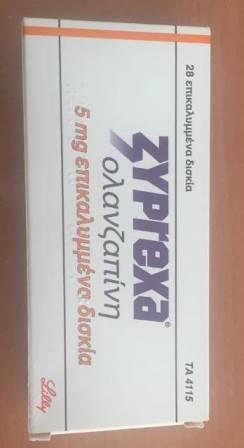 28 επικαλυμμένα δισκία
zyprexa®
ολανζαπίνη
5 mg επικαλυμμένα δισκία
TA 4115
Lilly